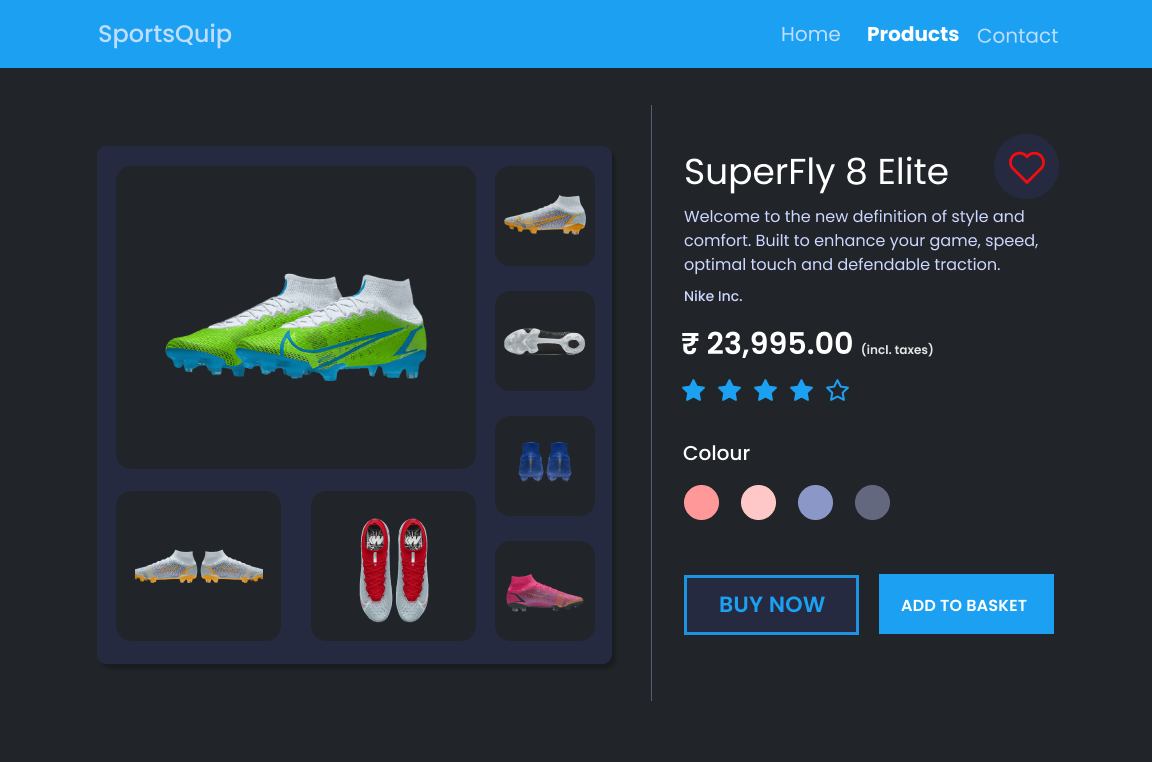 SportsQuip
Home Products Contact
SuperFly 8 Elite
Welcome to the new definition of style and
comfort. Built to enhance your game, speed,
optimal touch and defendable traction.
Nike Inc.
₹ 23,995.00 (incl. taxes)
Colour
BUY NOW
ADD TO BASKET